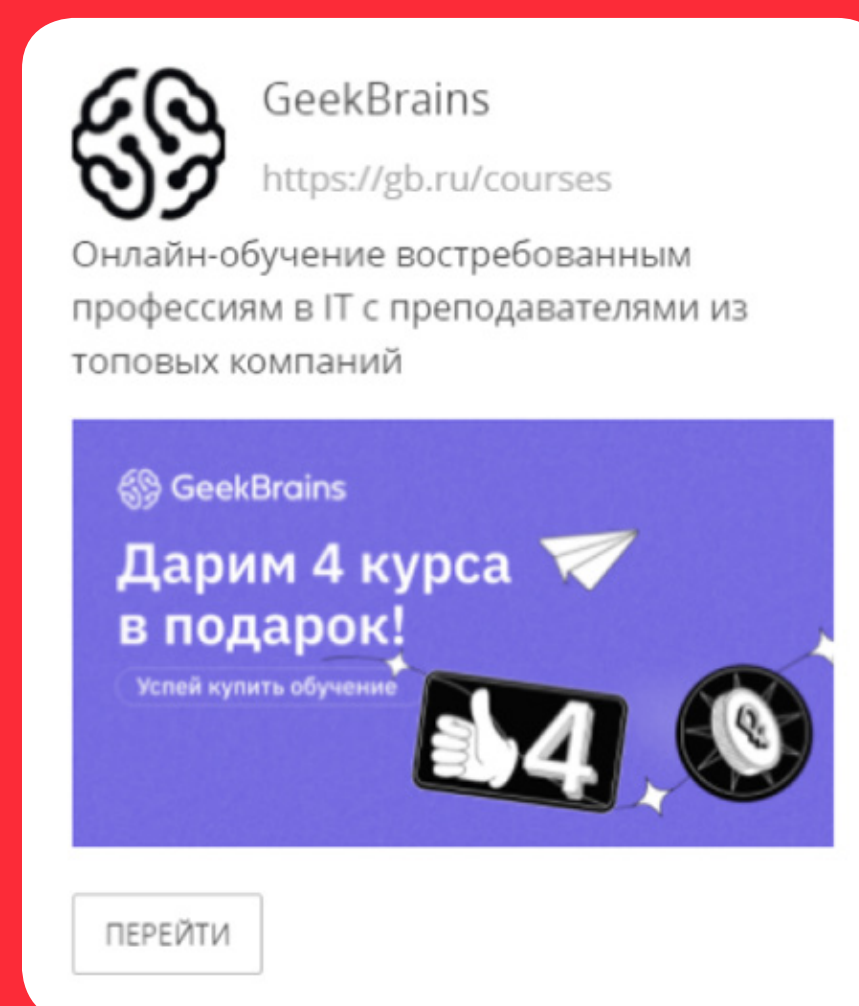 GeekBrains
https://gb.ru/courses
Онлайн-обучение востребованным
профессиям в IT с преподавателями из
топовых компаний
GeekBrains
Дарим 4 курса
в подарок!
Успей купить обучение
4
ПЕРЕЙТИ